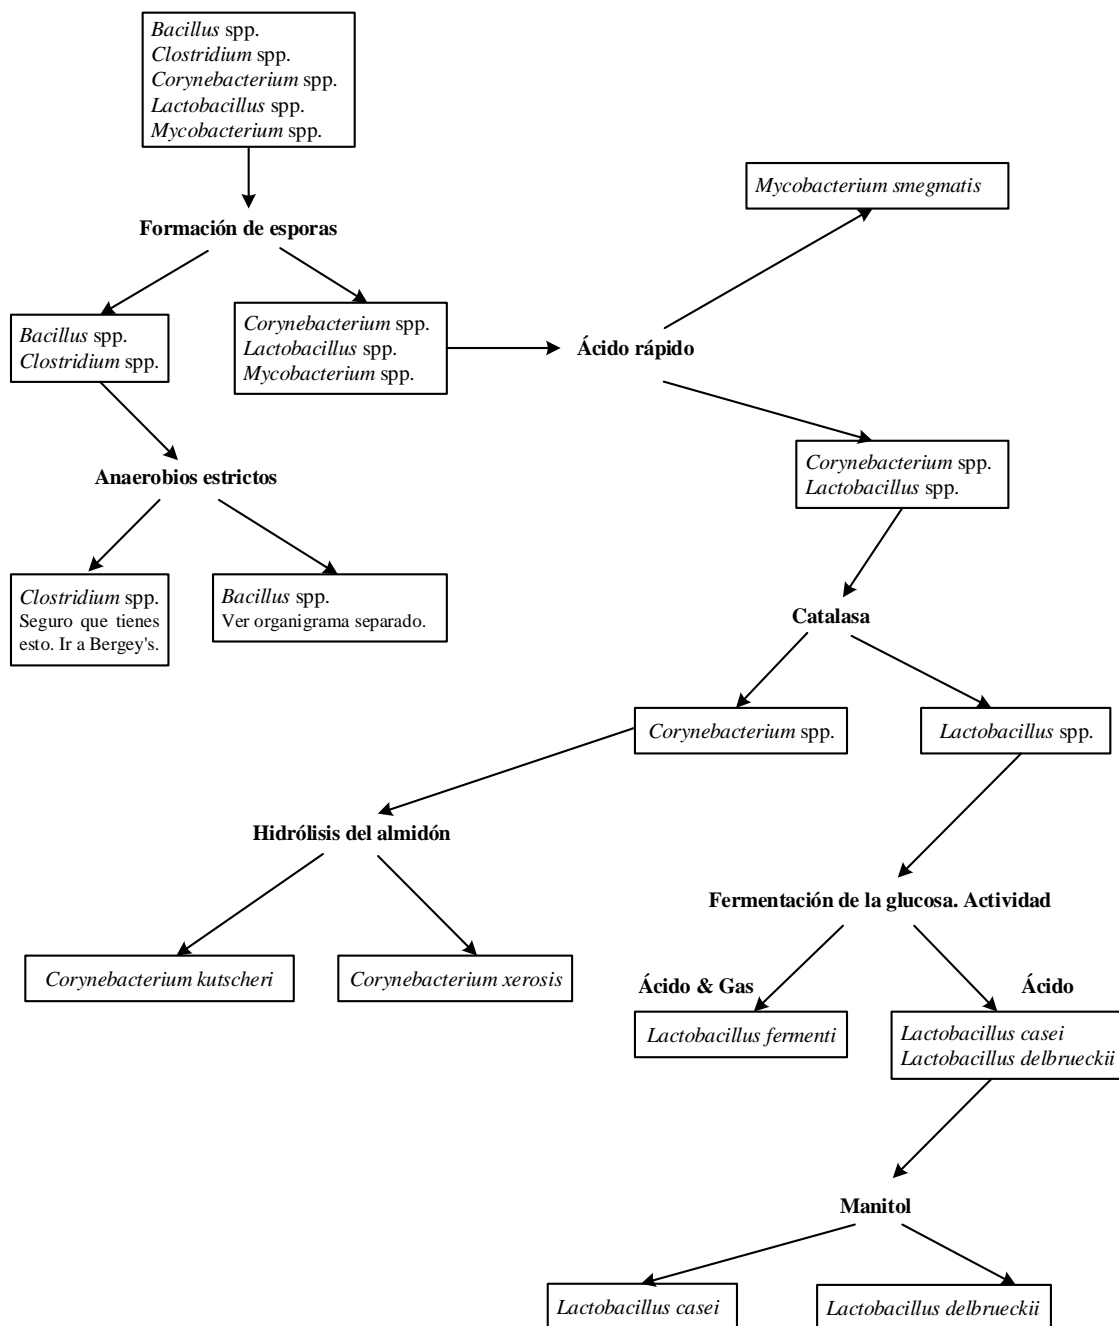 Bacillus spp.
Clostridium spp.
Corynebacterium spp.
Lactobacillus spp.
Mycobacterium spp.
Mycobacterium smegmatis
Formación de esporas
Bacillus spp.
Clostridium spp.
Corynebacterium spp.
Lactobacillus spp.
Mycobacterium spp.
Ácido rápido
Corynebacterium spp.
Lactobacillus spp.
Anaerobios estrictos
Clostridium spp.
Seguro que tienes
esto. Ir a Bergey's.
Bacillus spp.
Ver organigrama separado.
Catalasa
Corynebacterium spp.
Lactobacillus spp.
Hidrólisis del almidón
Fermentación de la glucosa. Actividad
Corynebacterium kutscheri
Corynebacterium xerosis
Ácido & Gas
Ácido
Lactobacillus fermenti
Lactobacillus casei
Lactobacillus delbrueckii
Manitol
Lactobacillus casei
Lactobacillus delbrueckii